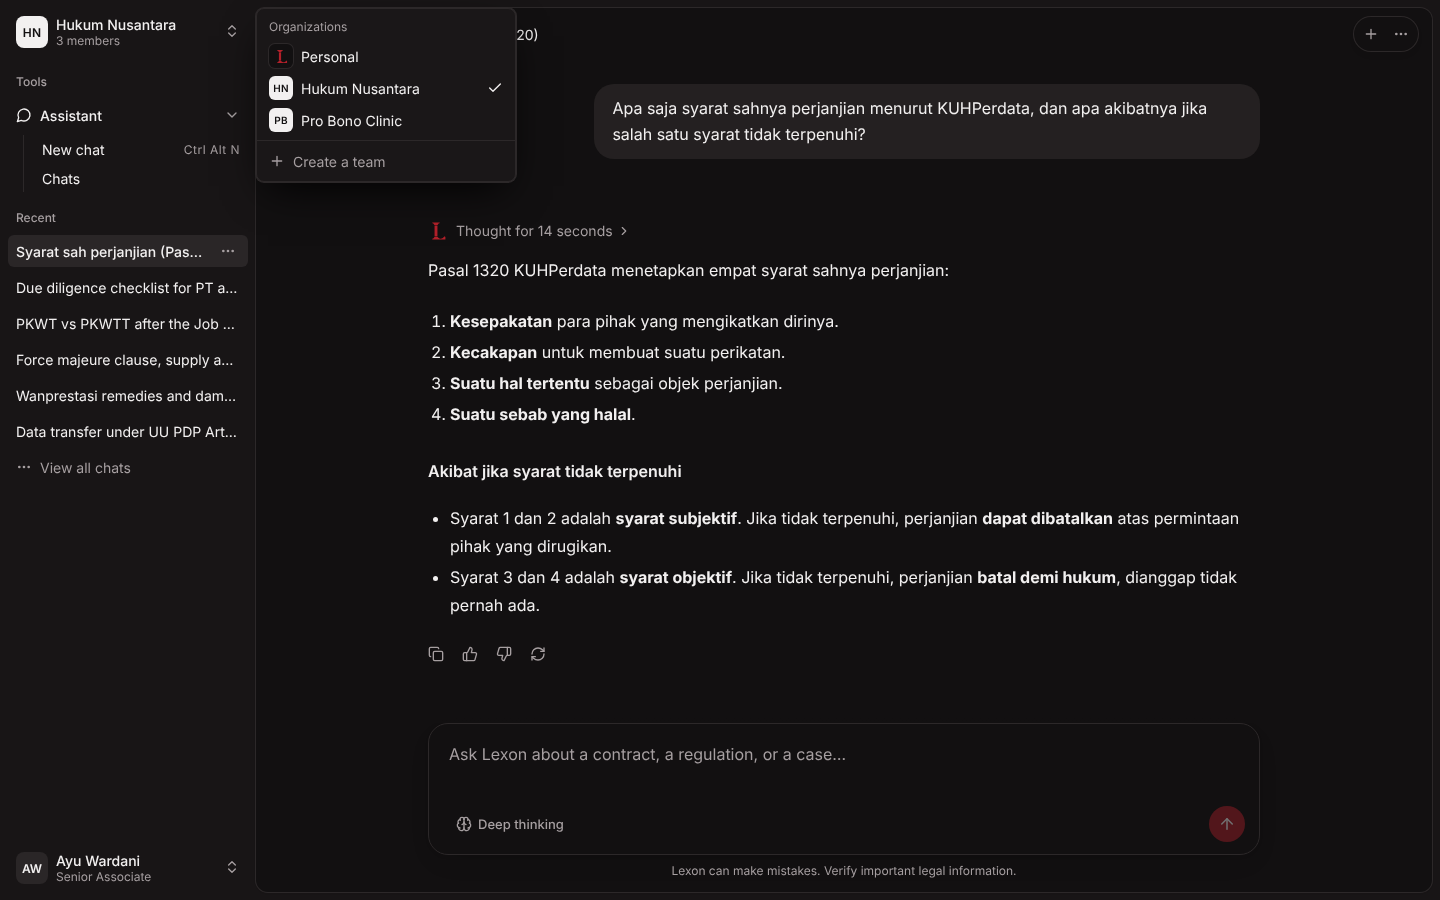 HN
Hukum Nusantara
3 members
Tools
Assistant
New chat
Ctrl Alt N
Chats
Recent
Syarat sah perjanjian (Pas...
Due diligence checklist for PT a...
PKWT vs PKWTT after the Job ...
Force majeure clause, supply a...
Wanprestasi remedies and dam...
Data transfer under UU PDP Art...
View all chats
AW
Ayu Wardani
Senior Associate
Organizations
L Personal
HN Hukum Nusantara
PB Pro Bono Clinic
Create a team
20)
Apa saja syarat sahnya perjanjian menurut KUHPerdata, dan apa akibatnya jika
salah satu syarat tidak terpenuhi?
L Thought for 14 seconds
Pasal 1320 KUHPerdata menetapkan empat syarat sahnya perjanjian:
1. Kesepakatan para pihak yang mengikatkan dirinya.
2. Kecakapan untuk membuat suatu perikatan.
3. Suatu hal tertentu sebagai objek perjanjian.
4. Suatu sebab yang halal.
Akibat jika syarat tidak terpenuhi
• Syarat 1 dan 2 adalah syarat subjektif. Jika tidak terpenuhi, perjanjian dapat dibatalkan atas permintaan
pihak yang dirugikan.
• Syarat 3 dan 4 adalah syarat objektif. Jika tidak terpenuhi, perjanjian batal demi hukum, dianggap tidak
pernah ada.
Ask Lexon about a contract, a regulation, or a case...
Deep thinking
Lexon can make mistakes. Verify important legal information.